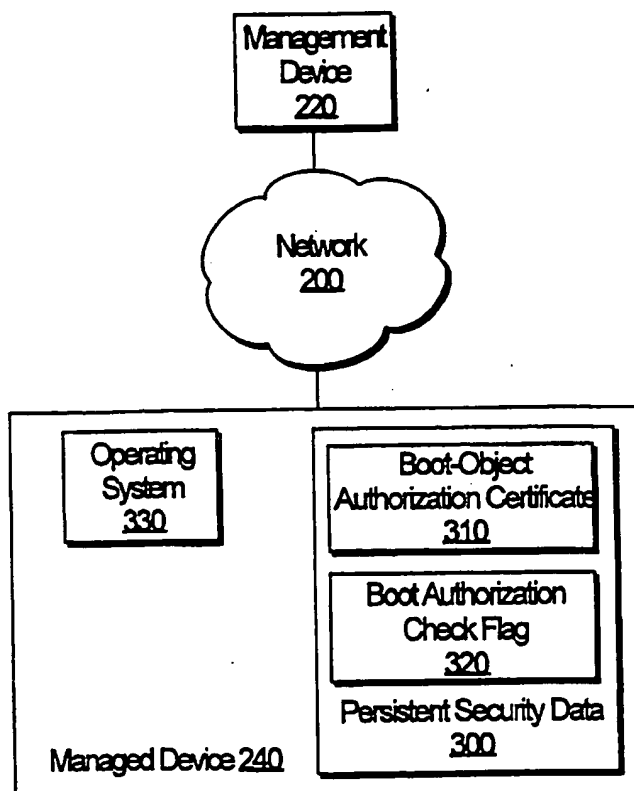 Management
Device
220
Network
200
Operating
System
330
Boot-Object
Authorization Certificate
310
Boot Authorization
Check Flag
320
Persistent Security Data
300
Managed Device 240